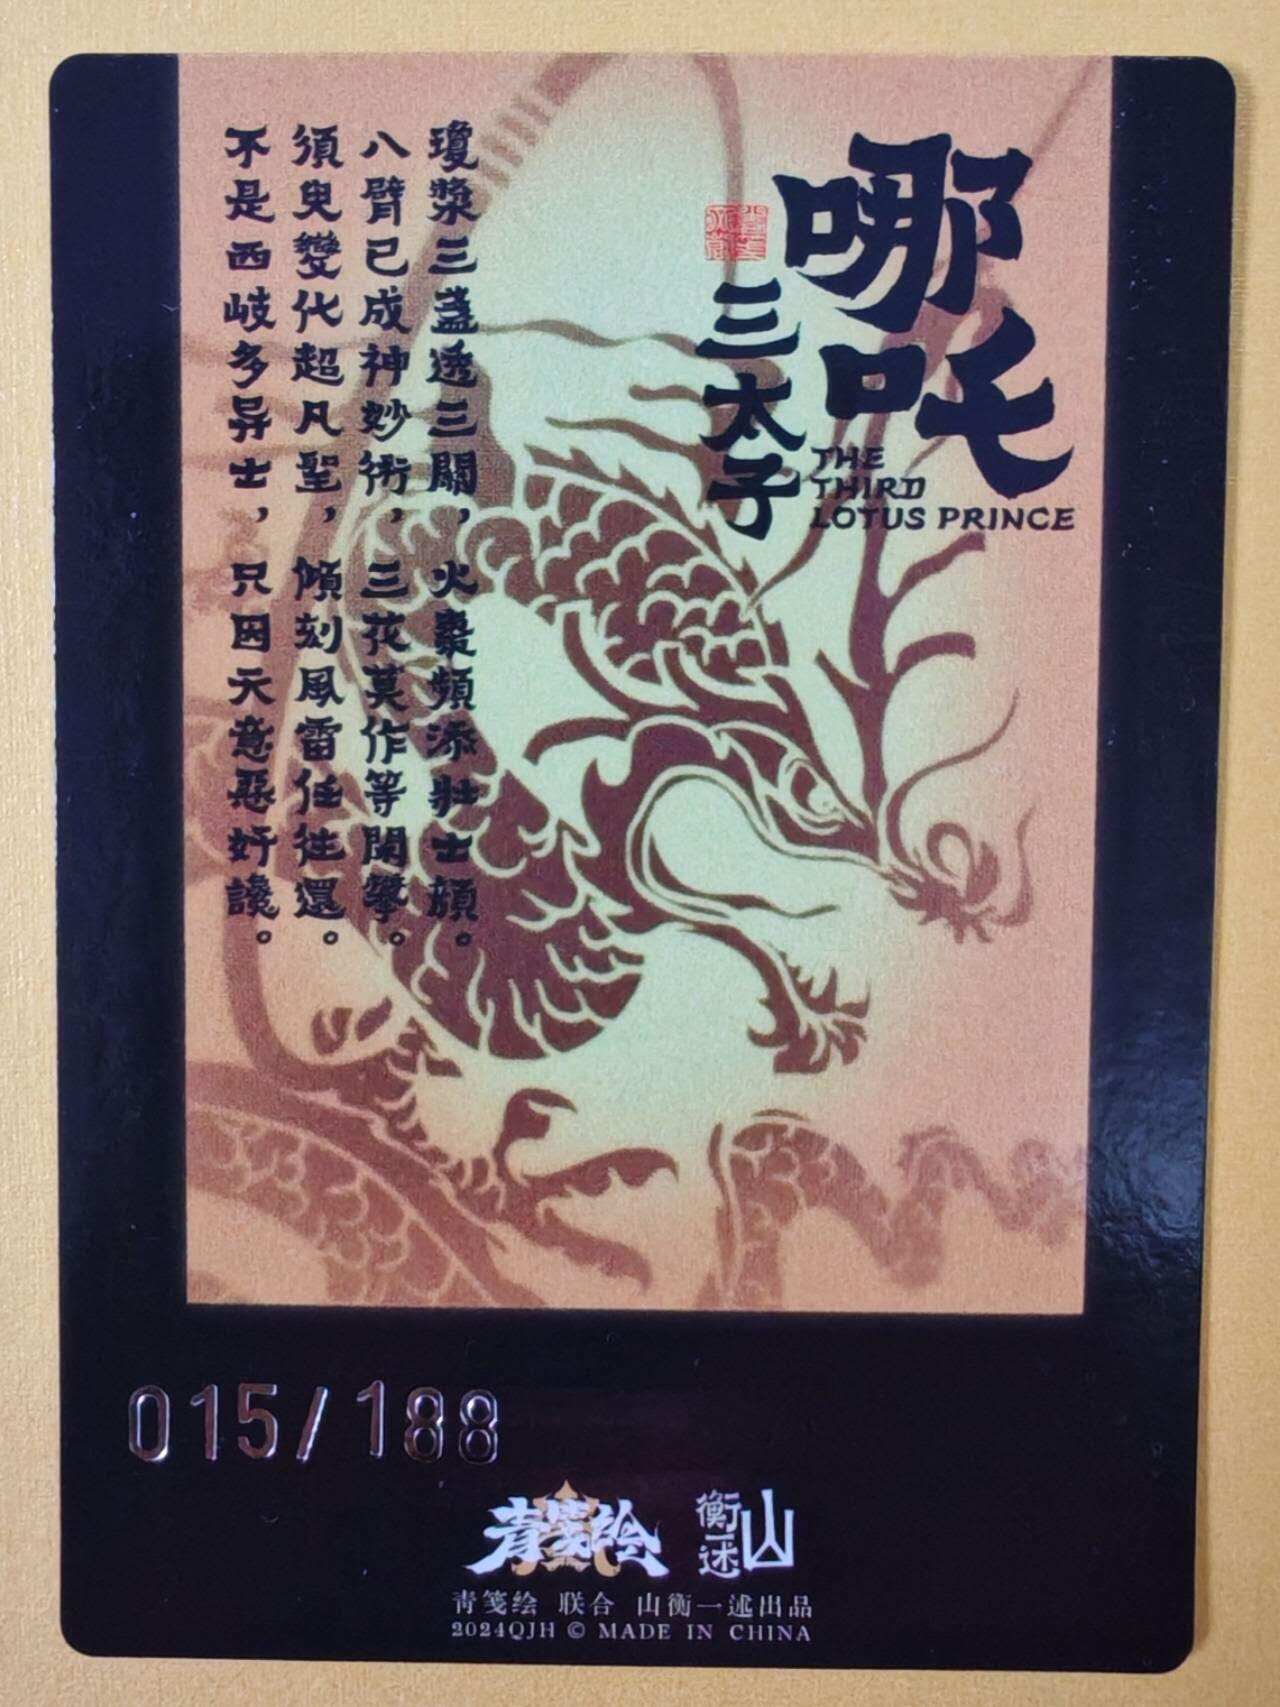 哪吒
三太子
THE
THIRD
LOTUS PRINCE
瓊漿三盞透三關，火棗頻添壯士顏。
八臂已成神妙術，三花莫作等閑攀。
須臾變代超凡聖，傾刻風雷任往還。
不是西岐多异士，只因天意惡奸讒。
015/188
青笺绘
山衡一述
青笺绘 联合 山衡一述出品
2024QJH © MADE IN CHINA